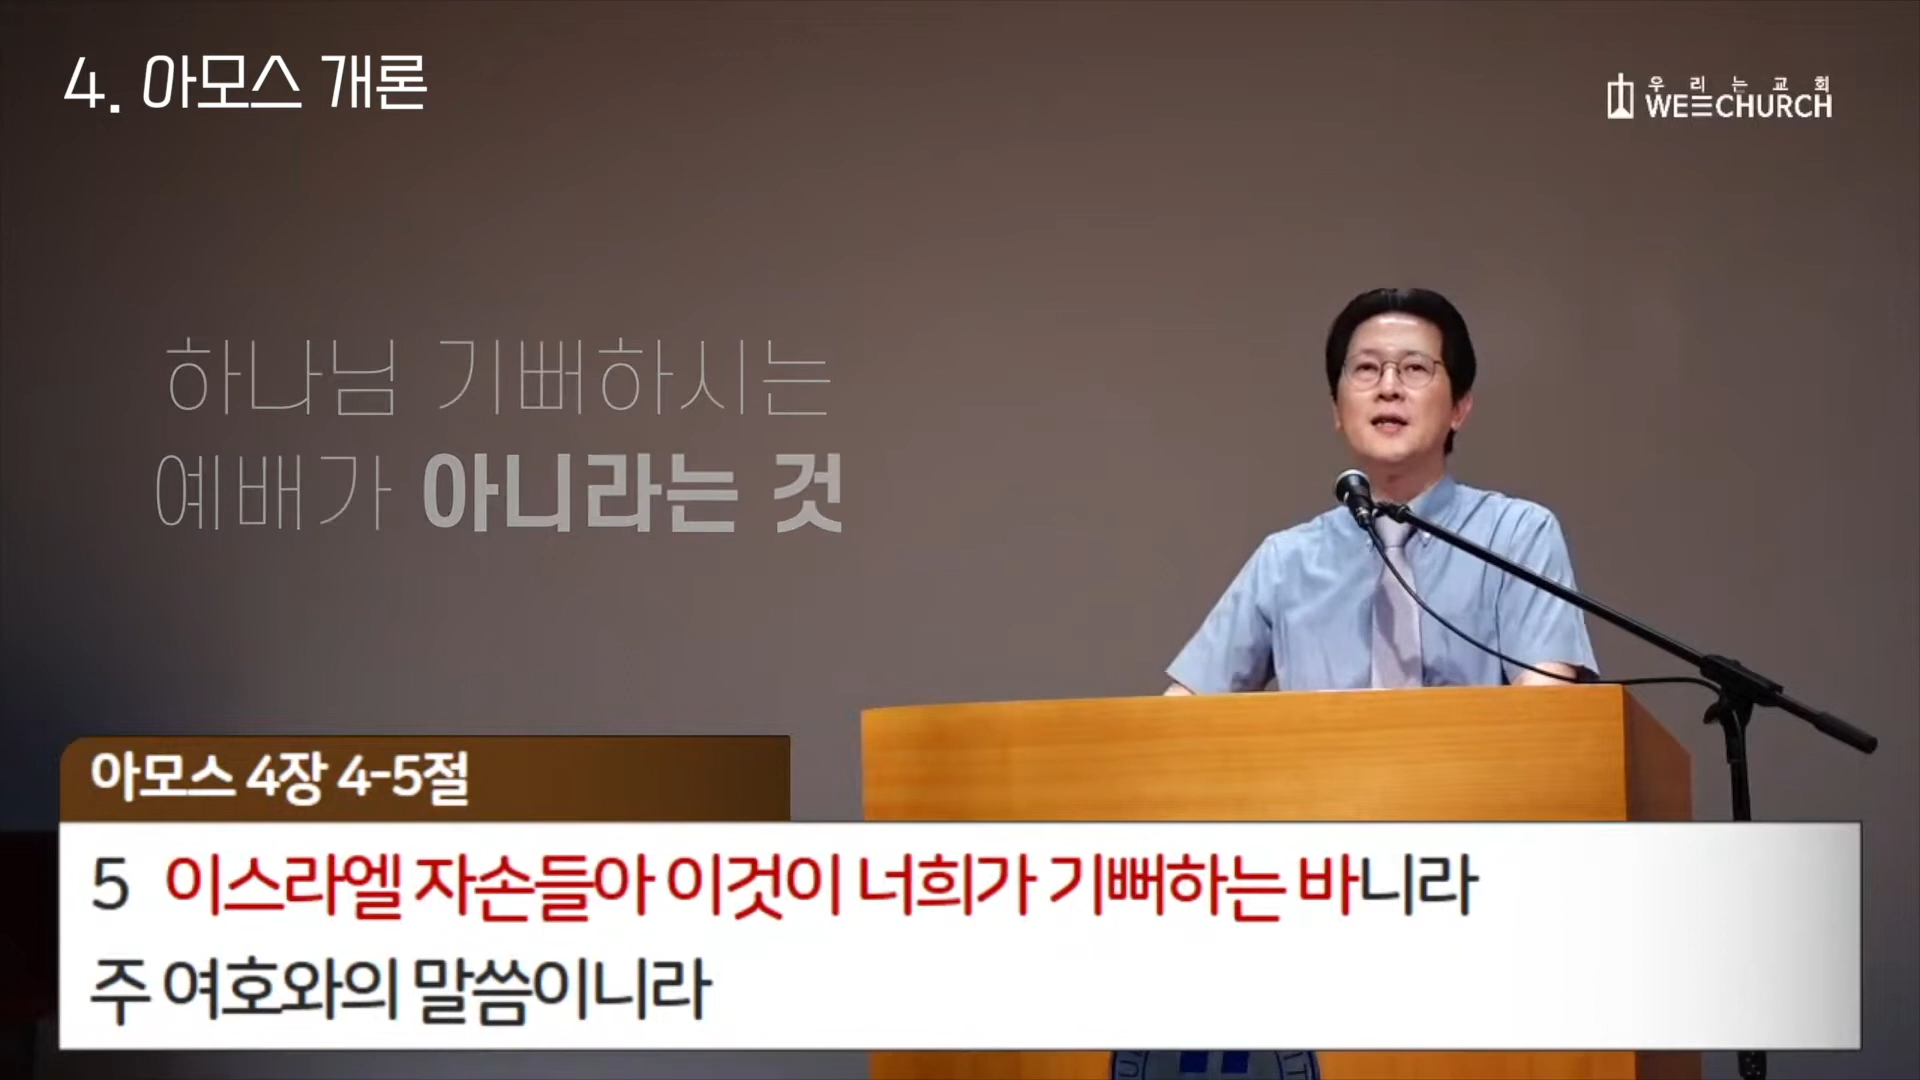 4. 아모스 개론
우리는교회
WE CHURCH
하나님 기뻐하시는
예배가 아니라는 것
아모스 4장 4-5절
5 이스라엘 자손들아 이것이 너희가 기뻐하는 바니라
주 여호와의 말씀이니라